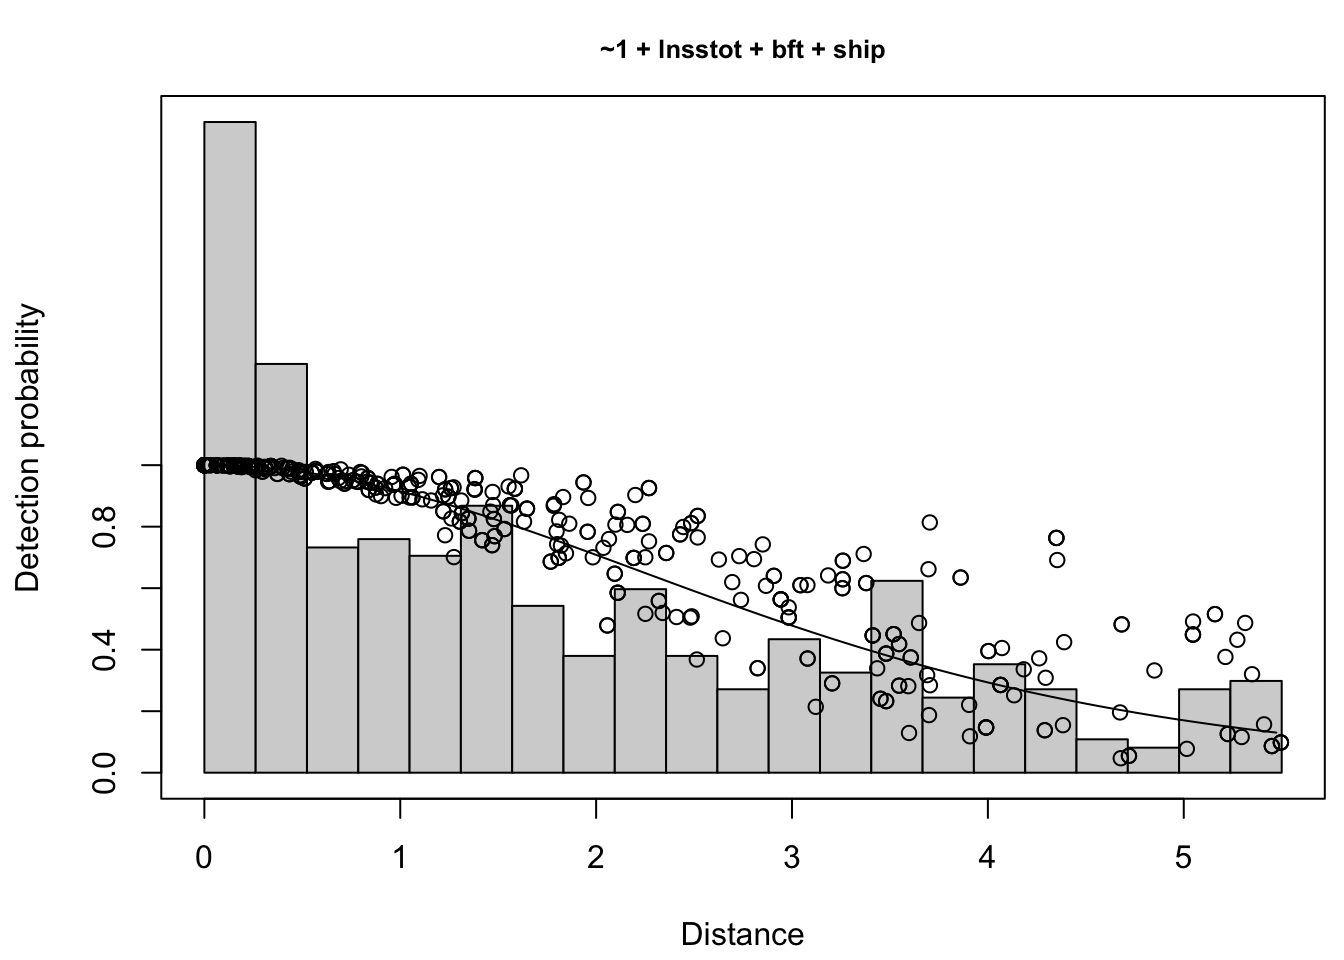 ~1 + lnsstot + bft + ship
Detection probability
0.8
0.4
0.0
0 1 2 3 4 5
Distance